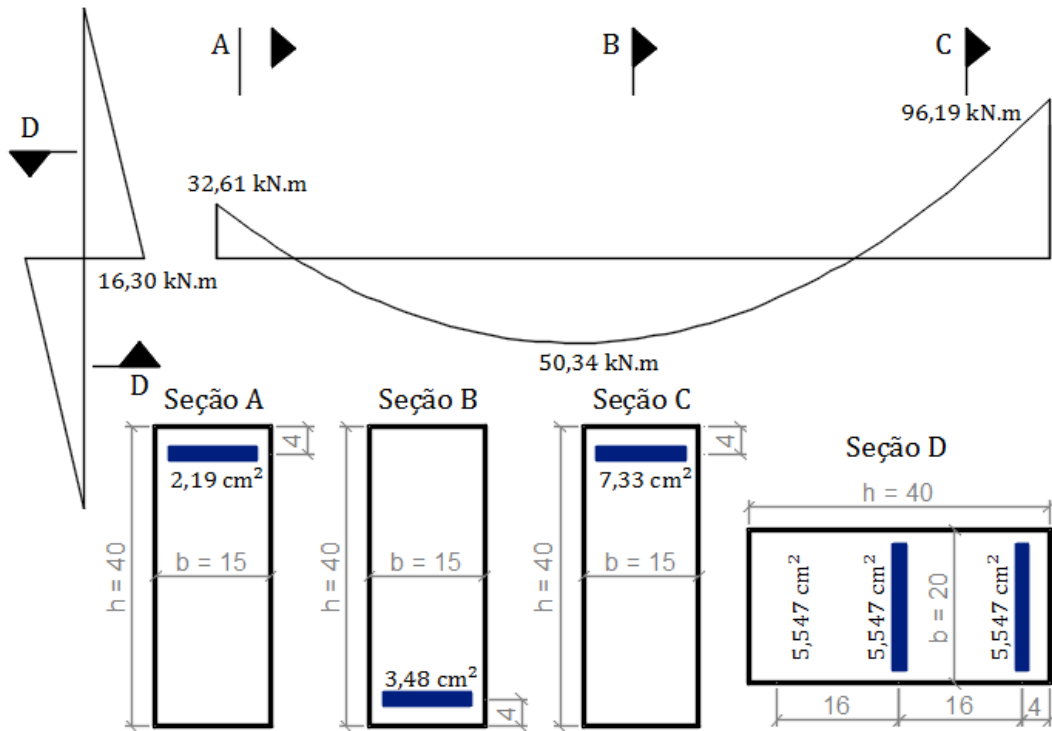 A
B
C
D
96,19 kN.m
32,61 kN.m
16,30 kN.m
50,34 kN.m
D
Seção A
Seção B
Seção C
Seção D
h = 40
4
2,19 cm²
b = 15
h = 40
b = 15
3,48 cm²
4
h = 40
4
7,33 cm²
b = 15
h = 40
5,547 cm²
5,547 cm²
b = 20
5,547 cm²
16
16
4